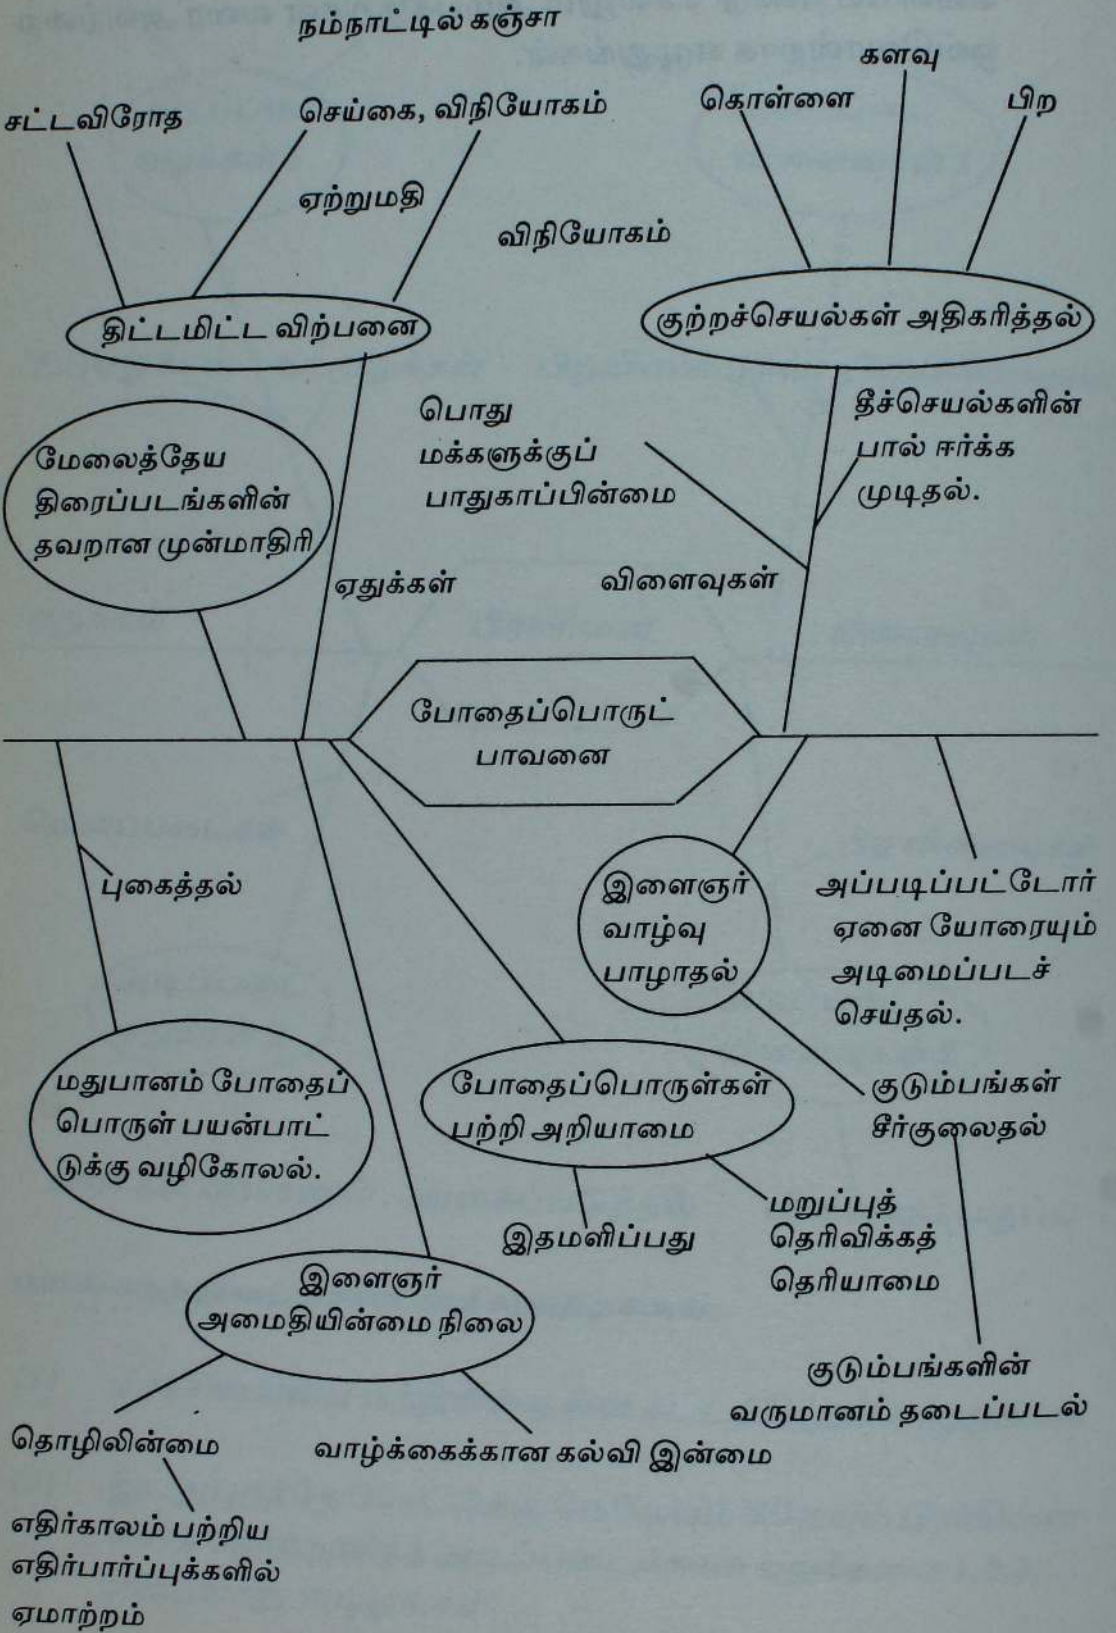 நம்நாட்டில் கஞ்சா
களவு
சட்டவிரோத
செய்கை, விநியோகம்
கொள்ளை
பிற
ஏற்றுமதி
விநியோகம்
திட்டமிட்ட விற்பனை
குற்றச்செயல்கள் அதிகரித்தல்
மேலைத்தேய
திரைப்படங்களின்
தவறான முன்மாதிரி
பொது
மக்களுக்குப்
பாதுகாப்பின்மை
தீச்செயல்களின்
பால் ஈர்க்க
முடிதல்.
ஏதுக்கள்
விளைவுகள்
போதைப்பொருட்
பாவனை
புகைத்தல்
இளைஞர்
வாழ்வு
பாழாதல்
அப்படிப்பட்டோர்
ஏனை யோரையும்
அடிமைப்படச்
செய்தல்.
மதுபானம் போதைப்
பொருள் பயன்பாட்
டுக்கு வழிகோலல்.
போதைப்பொருள்கள்
பற்றி அறியாமை
குடும்பங்கள்
சீர்குலைதல்
இதமளிப்பது
மறுப்புத்
தெரிவிக்கத்
தெரியாமை
இளைஞர்
அமைதியின்மை நிலை
குடும்பங்களின்
வருமானம் தடைப்படல்
தொழிலின்மை
வாழ்க்கைக்கான கல்வி இன்மை
எதிர்காலம் பற்றிய
எதிர்பார்ப்புக்களில்
ஏமாற்றம்